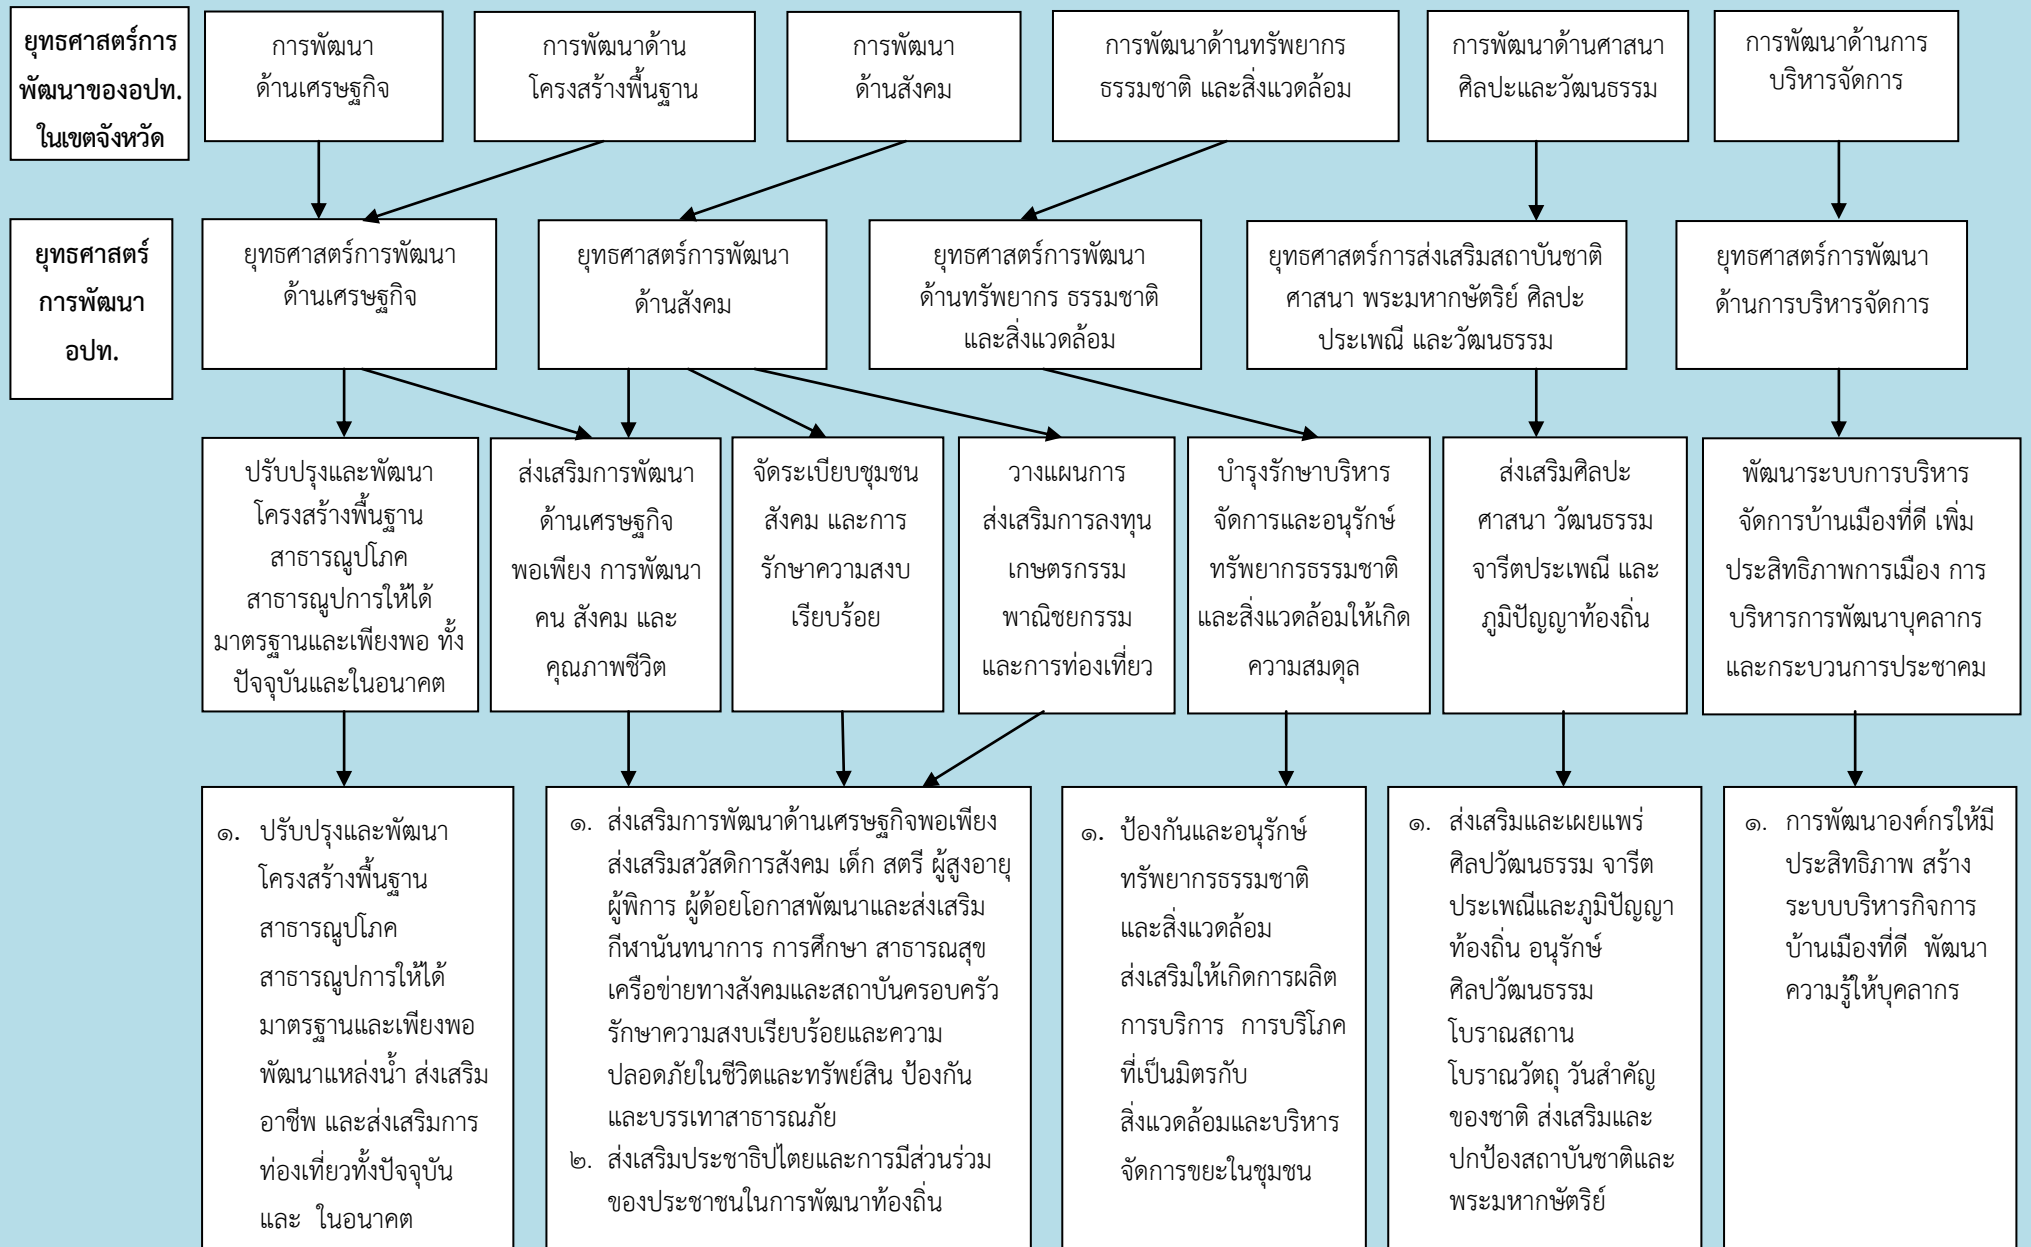 ยุทธศาสตร์การ
พัฒนาของอปท.
ในเขตจังหวัด
การพัฒนา
ด้านเศรษฐกิจ
การพัฒนาด้าน
โครงสร้างพื้นฐาน
การพัฒนา
ด้านสังคม
การพัฒนาด้านทรัพยากร
ธรรมชาติ และสิ่งแวดล้อม
การพัฒนาด้านศาสนา
ศิลปะและวัฒนธรรม
การพัฒนาด้านการ
บริหารจัดการ
ยุทธศาสตร์
การพัฒนา
อปท.
ยุทธศาสตร์การพัฒนา
ด้านเศรษฐกิจ
ยุทธศาสตร์การพัฒนา
ด้านสังคม
ยุทธศาสตร์การพัฒนา
ด้านทรัพยากร ธรรมชาติ
และสิ่งแวดล้อม
ยุทธศาสตร์การส่งเสริมสถาบันชาติ
ศาสนา พระมหากษัตริย์ ศิลปะ
ประเพณี และวัฒนธรรม
ยุทธศาสตร์การพัฒนา
ด้านการบริหารจัดการ
ปรับปรุงและพัฒนา
โครงสร้างพื้นฐาน
สาธารณูปโภค
สาธารณูปการให้ได้
มาตรฐานและเพียงพอ ทั้ง
ปัจจุบันและในอนาคต
ส่งเสริมการพัฒนา
ด้านเศรษฐกิจ
พอเพียง การพัฒนา
คน สังคม และ
คุณภาพชีวิต
จัดระเบียบชุมชน
สังคม และการ
รักษาความสงบ
เรียบร้อย
วางแผนการ
ส่งเสริมการลงทุน
เกษตรกรรม
พาณิชยกรรม
และการท่องเที่ยว
บำรุงรักษาบริหาร
จัดการและอนุรักษ์
ทรัพยากรธรรมชาติ
และสิ่งแวดล้อมให้เกิด
ความสมดุล
ส่งเสริมศิลปะ
ศาสนา วัฒนธรรม
จารีตประเพณี และ
ภูมิปัญญาท้องถิ่น
พัฒนาระบบการบริหาร
จัดการบ้านเมืองที่ดี เพิ่ม
ประสิทธิภาพการเมือง การ
บริหารการพัฒนาบุคลากร
และกระบวนการประชาคม
๑. ปรับปรุงและพัฒนา
โครงสร้างพื้นฐาน
สาธารณูปโภค
สาธารณูปการให้ได้
มาตรฐานและเพียงพอ
พัฒนาแหล่งน้ำ ส่งเสริม
อาชีพ และส่งเสริมการ
ท่องเที่ยวทั้งปัจจุบัน
และ ในอนาคต
๑. ส่งเสริมการพัฒนาด้านเศรษฐกิจพอเพียง
ส่งเสริมสวัสดิการสังคม เด็ก สตรี ผู้สูงอายุ
ผู้พิการ ผู้ด้อยโอกาสพัฒนาและส่งเสริม
กีฬานันทนาการ การศึกษา สาธารณสุข
เครือข่ายทางสังคมและสถาบันครอบครัว
รักษาความสงบเรียบร้อยและความ
ปลอดภัยในชีวิตและทรัพย์สิน ป้องกัน
และบรรเทาสาธารณภัย
๒. ส่งเสริมประชาธิปไตยและการมีส่วนร่วม
ของประชาชนในการพัฒนาท้องถิ่น
๑. ป้องกันและอนุรักษ์
ทรัพยากรธรรมชาติ
และสิ่งแวดล้อม
ส่งเสริมให้เกิดการผลิต
การบริการ การบริโภค
ที่เป็นมิตรกับ
สิ่งแวดล้อมและบริหาร
จัดการขยะในชุมชน
๑. ส่งเสริมและเผยแพร่
ศิลปวัฒนธรรม จารีต
ประเพณีและภูมิปัญญา
ท้องถิ่น อนุรักษ์
ศิลปวัฒนธรรม
โบราณสถาน
โบราณวัตถุ วันสำคัญ
ของชาติ ส่งเสริมและ
ปกป้องสถาบันชาติและ
พระมหากษัตริย์
๑. การพัฒนาองค์กรให้มี
ประสิทธิภาพ สร้าง
ระบบบริหารกิจการ
บ้านเมืองที่ดี พัฒนา
ความรู้ให้บุคลากร